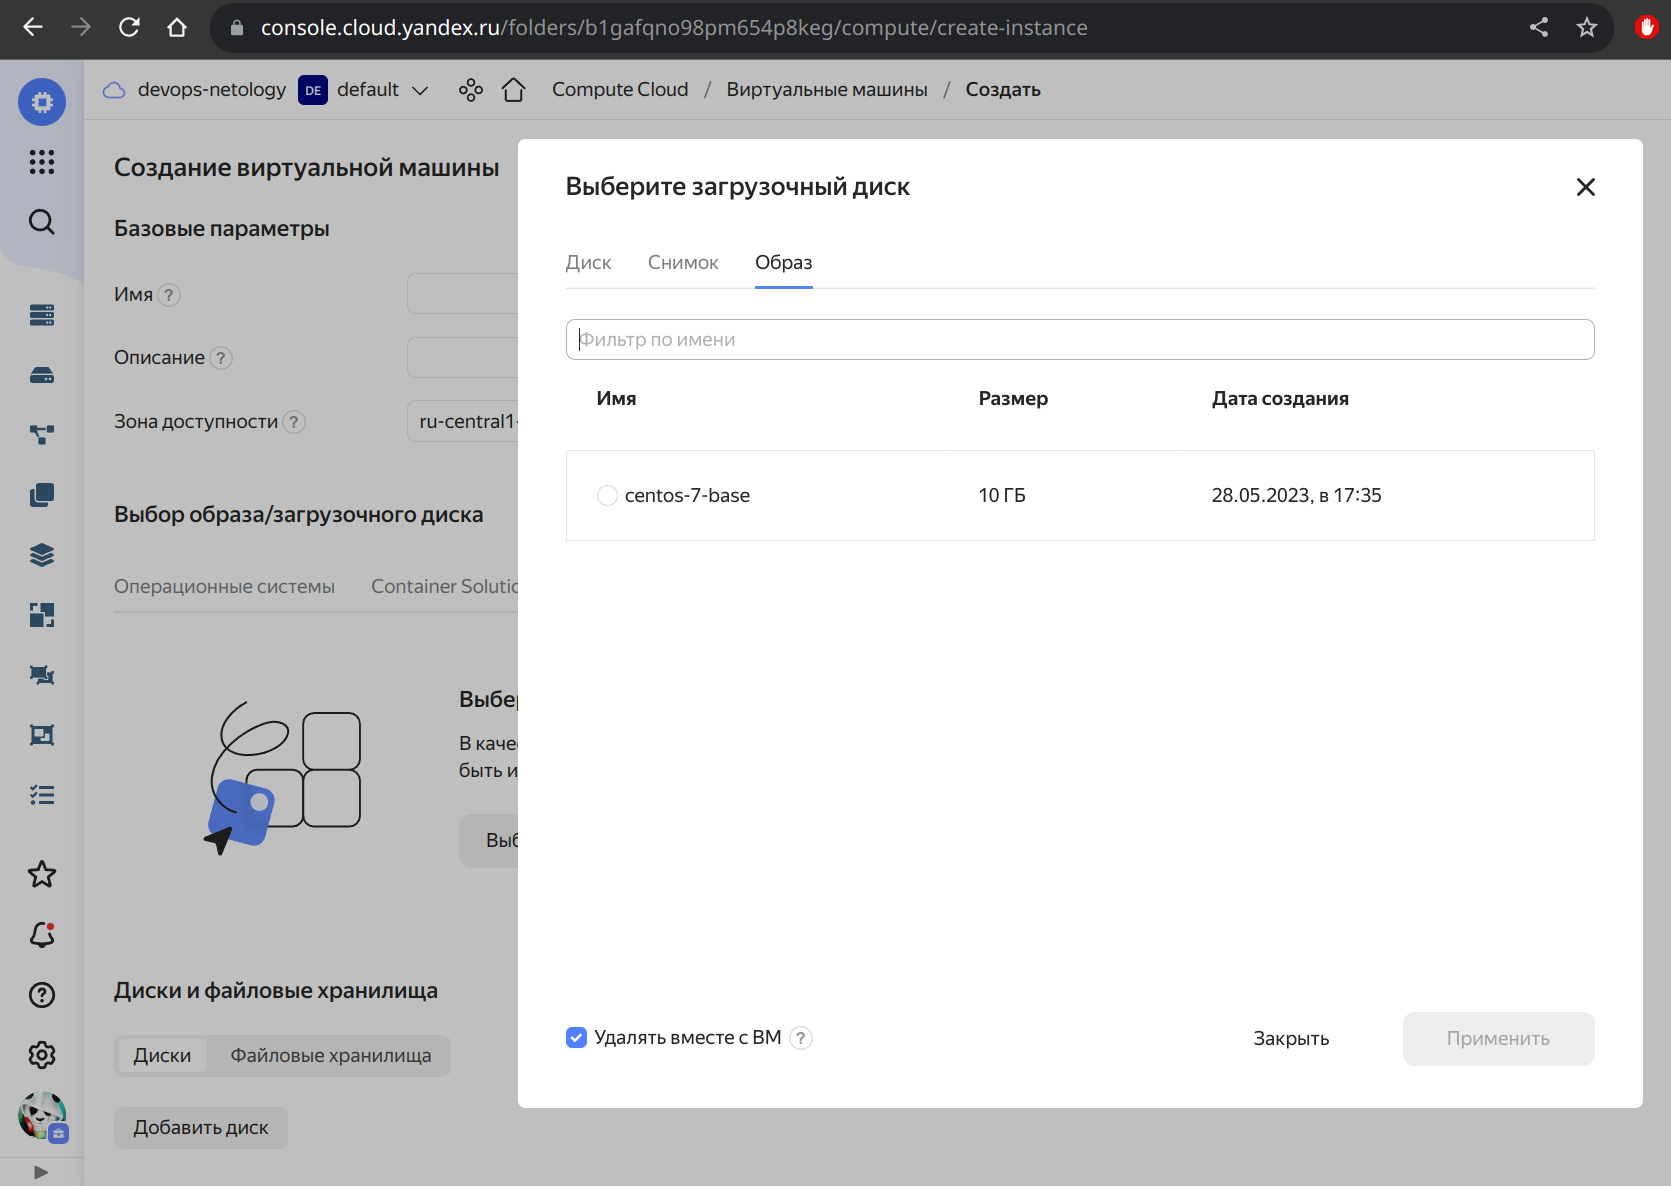 console.cloud.yandex.ru/folders/b1gafqno98pm654p8keg/compute/create-instance
devops-netology DE default Compute Cloud / Виртуальные машины / Создать
Создание виртуальной машины
Базовые параметры
Имя ?
Описание ?
Зона доступности ? ru-central1-
Выбор образа/загрузочного диска
Операционные системы Container Solutio
Выбер
В каче
быть и
Выб
Диски и файловые хранилища
Диски Файловые хранилища
Добавить диск
Выберите загрузочный диск
Диск Снимок Образ
Фильтр по имени
Имя Размер Дата создания
centos-7-base 10 ГБ 28.05.2023, в 17:35
Удалять вместе с ВМ ? Закрыть Применить